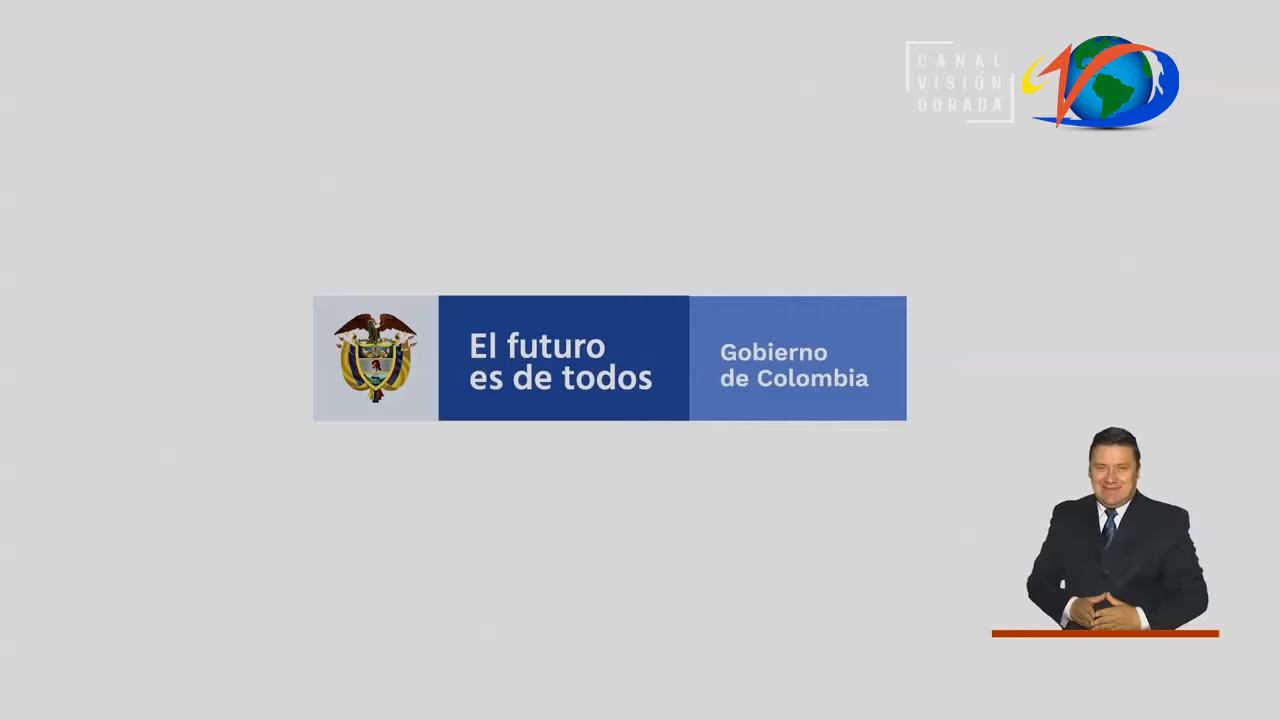 CANAL
VISIÓN
DORADA
El futuro
es de todos
Gobierno
de Colombia